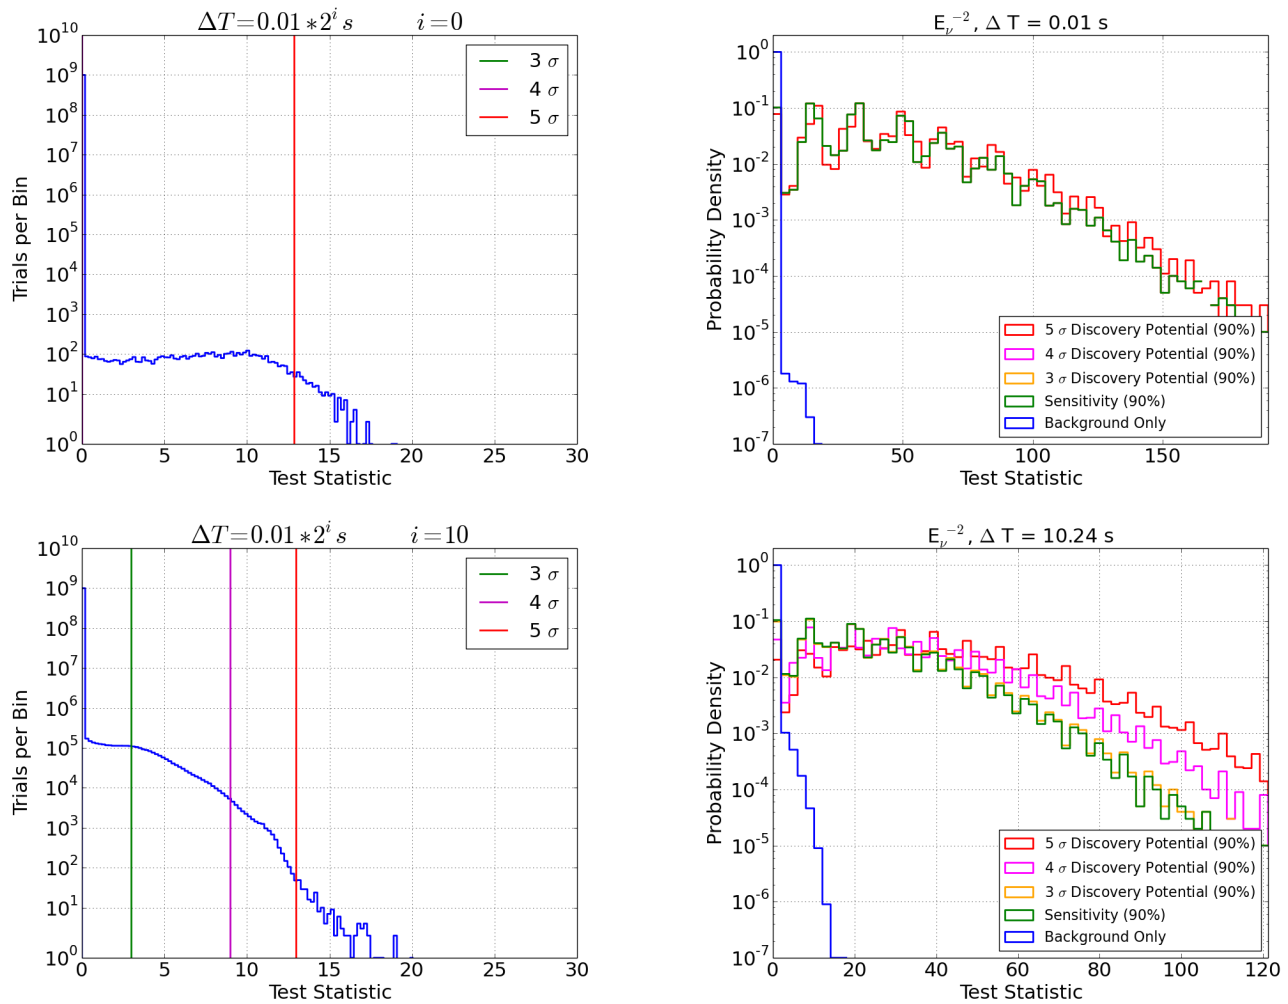 ΔT=0.01∗2^i s    i=0
10^10
10^9
10^8
10^7
10^6
10^5
10^4
10^3
10^2
10^1
10^0
Trials per Bin
3 σ
4 σ
5 σ
0 5 10 15 20 25 30
Test Statistic
E_ν^−2, Δ T = 0.01 s
10^0
10^-1
10^-2
10^-3
10^-4
10^-5
10^-6
10^-7
Probability Density
5 σ Discovery Potential (90%)
4 σ Discovery Potential (90%)
3 σ Discovery Potential (90%)
Sensitivity (90%)
Background Only
50 100 150
Test Statistic
ΔT=0.01∗2^i s    i=10
10^10
10^9
10^8
10^7
10^6
10^5
10^4
10^3
10^2
10^1
10^0
Trials per Bin
3 σ
4 σ
5 σ
0 5 10 15 20 25 30
Test Statistic
E_ν^−2, Δ T = 10.24 s
10^0
10^-1
10^-2
10^-3
10^-4
10^-5
10^-6
10^-7
Probability Density
5 σ Discovery Potential (90%)
4 σ Discovery Potential (90%)
3 σ Discovery Potential (90%)
Sensitivity (90%)
Background Only
0 20 40 60 80 100 120
Test Statistic